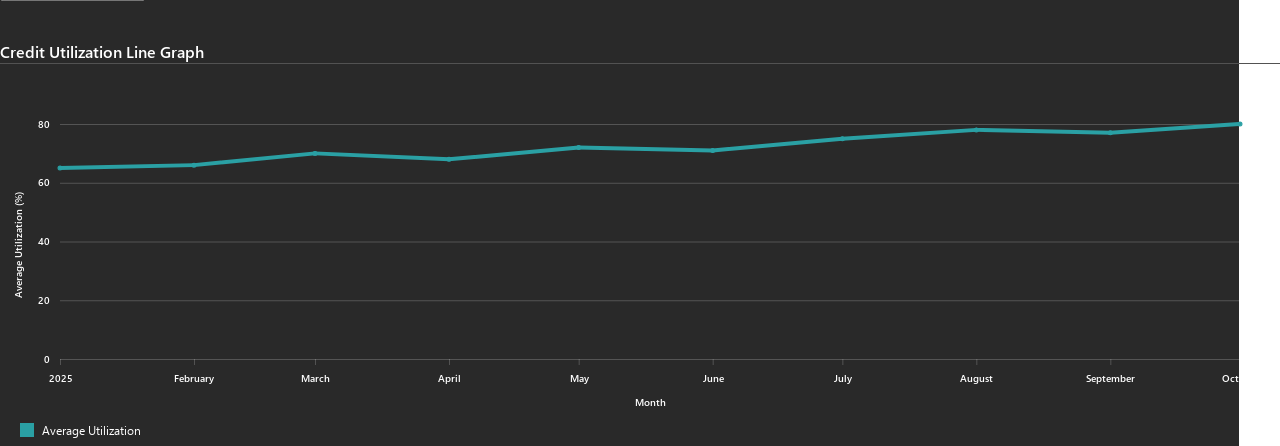 Credit Utilization Line Graph
80
60
40
20
0
Average Utilization (%)
2025 February March April May June July August September Oct
Month
Average Utilization